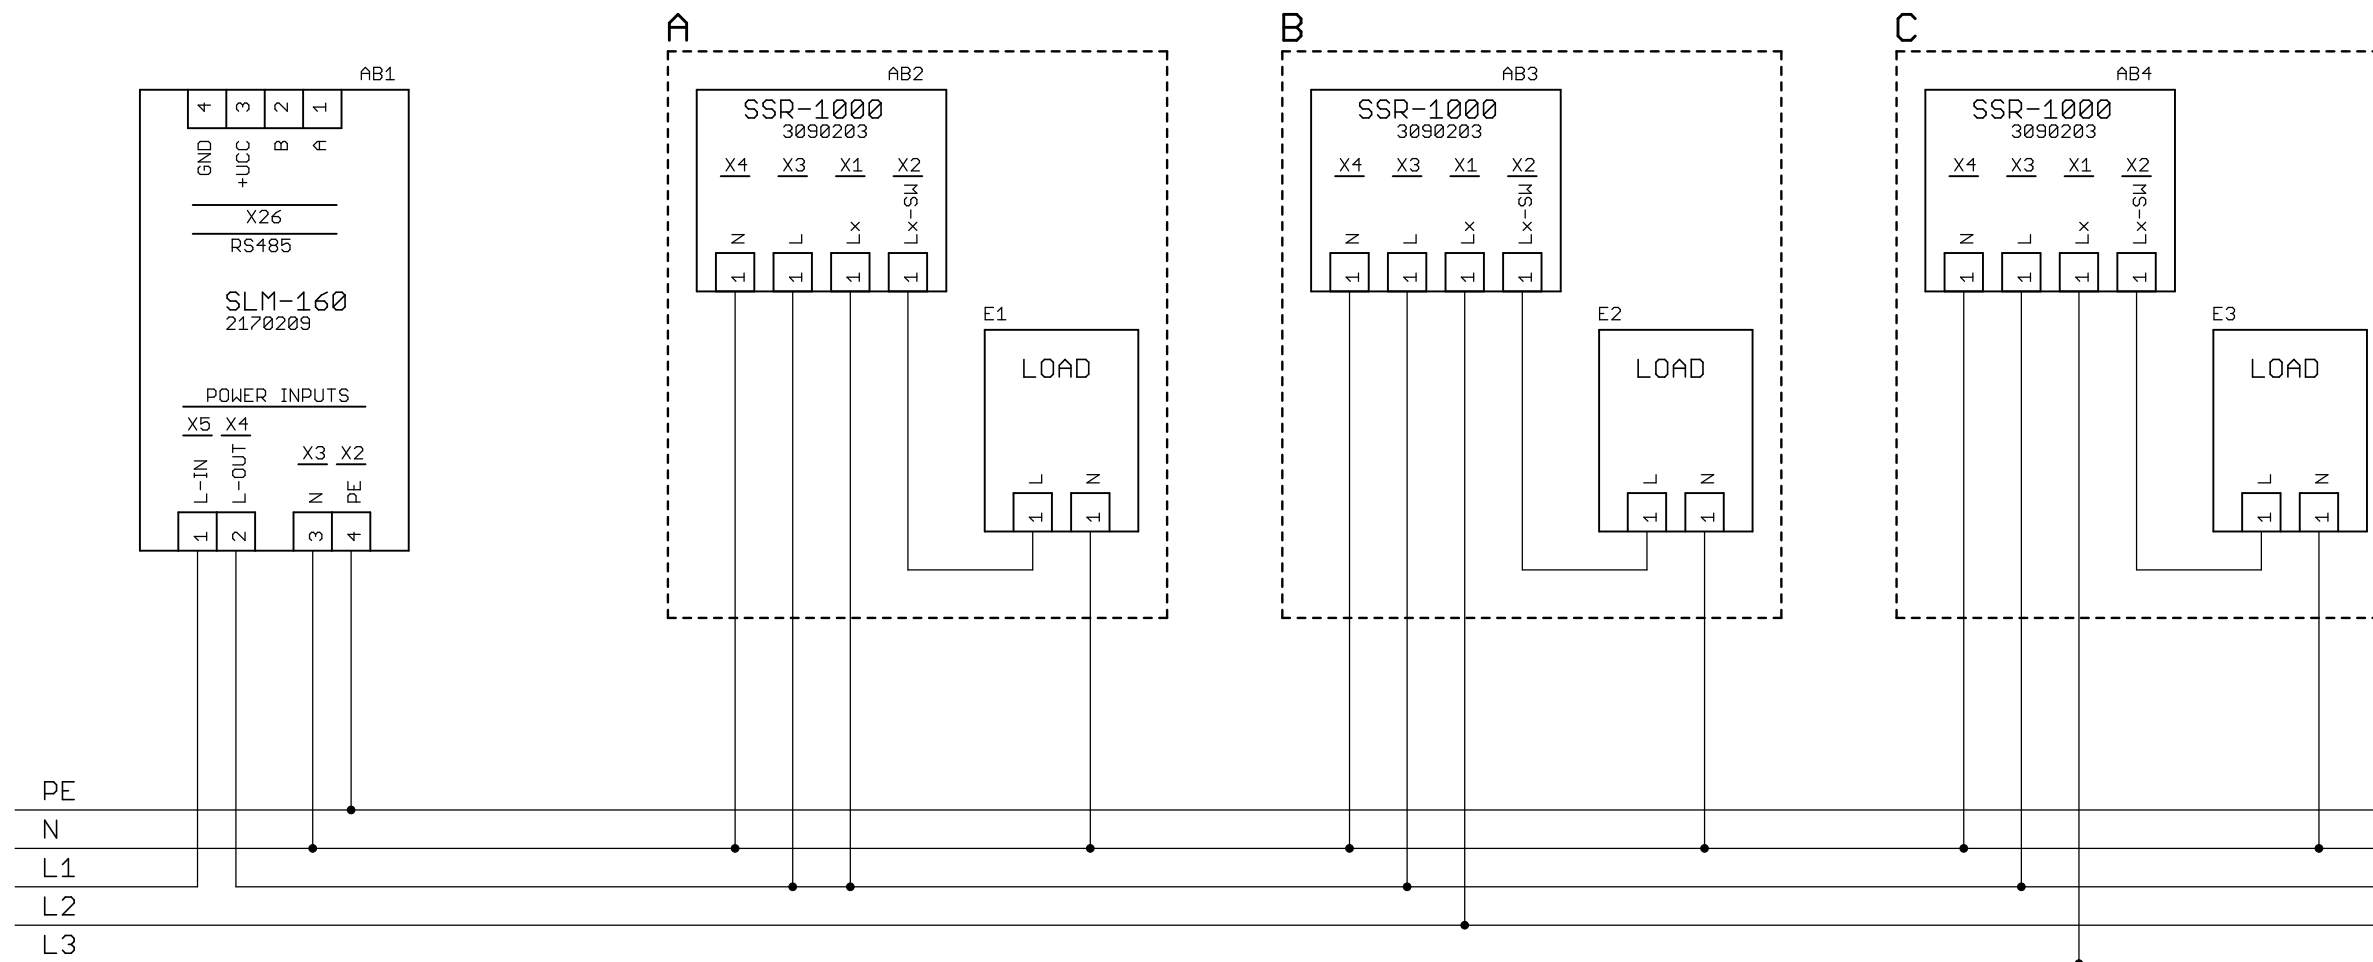 A
B
C
AB1
AB2
AB3
AB4
4 3 2 1
GND +UCC B A
X26
RS485
SLM-160
2170209
POWER INPUTS
X5 X4
X3 X2
L-IN L-OUT N PE
1 2 3 4
SSR-1000
3090203
X4 X3 X1 X2
N L Lx Lx-SW
1 1 1 1
E1
LOAD
L N
1 1
SSR-1000
3090203
X4 X3 X1 X2
N L Lx Lx-SW
1 1 1 1
E2
LOAD
L N
1 1
SSR-1000
3090203
X4 X3 X1 X2
N L Lx Lx-SW
1 1 1 1
E3
LOAD
L N
1 1
PE
N
L1
L2
L3